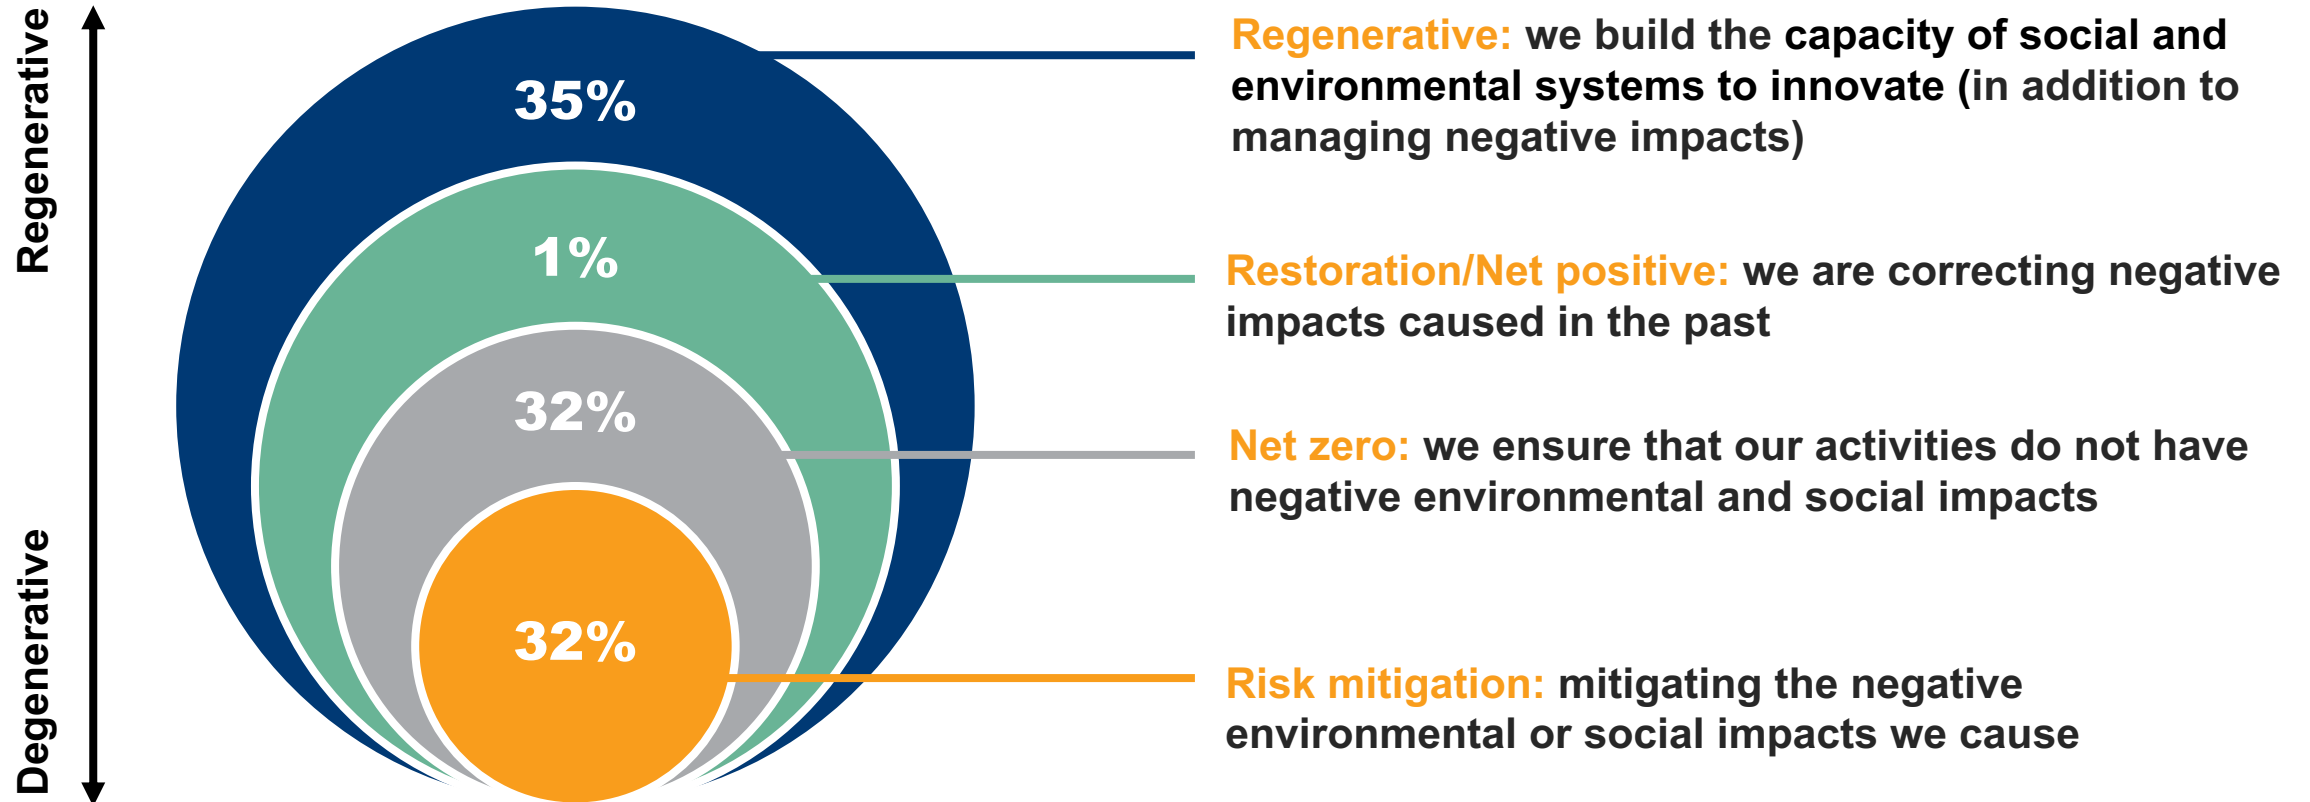 Regenerative
Degenerative
35%
1%
32%
32%
Regenerative: we build the capacity of social and
environmental systems to innovate (in addition to
managing negative impacts)
Restoration/Net positive: we are correcting negative
impacts caused in the past
Net zero: we ensure that our activities do not have
negative environmental and social impacts
Risk mitigation: mitigating the negative
environmental or social impacts we cause